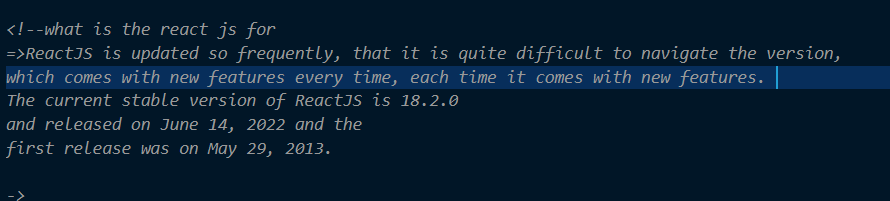 <!--what is the react js for
=>ReactJS is updated so frequently, that it is quite difficult to navigate the version,
which comes with new features every time, each time it comes with new features.
The current stable version of ReactJS is 18.2.0
and released on June 14, 2022 and the
first release was on May 29, 2013.
->